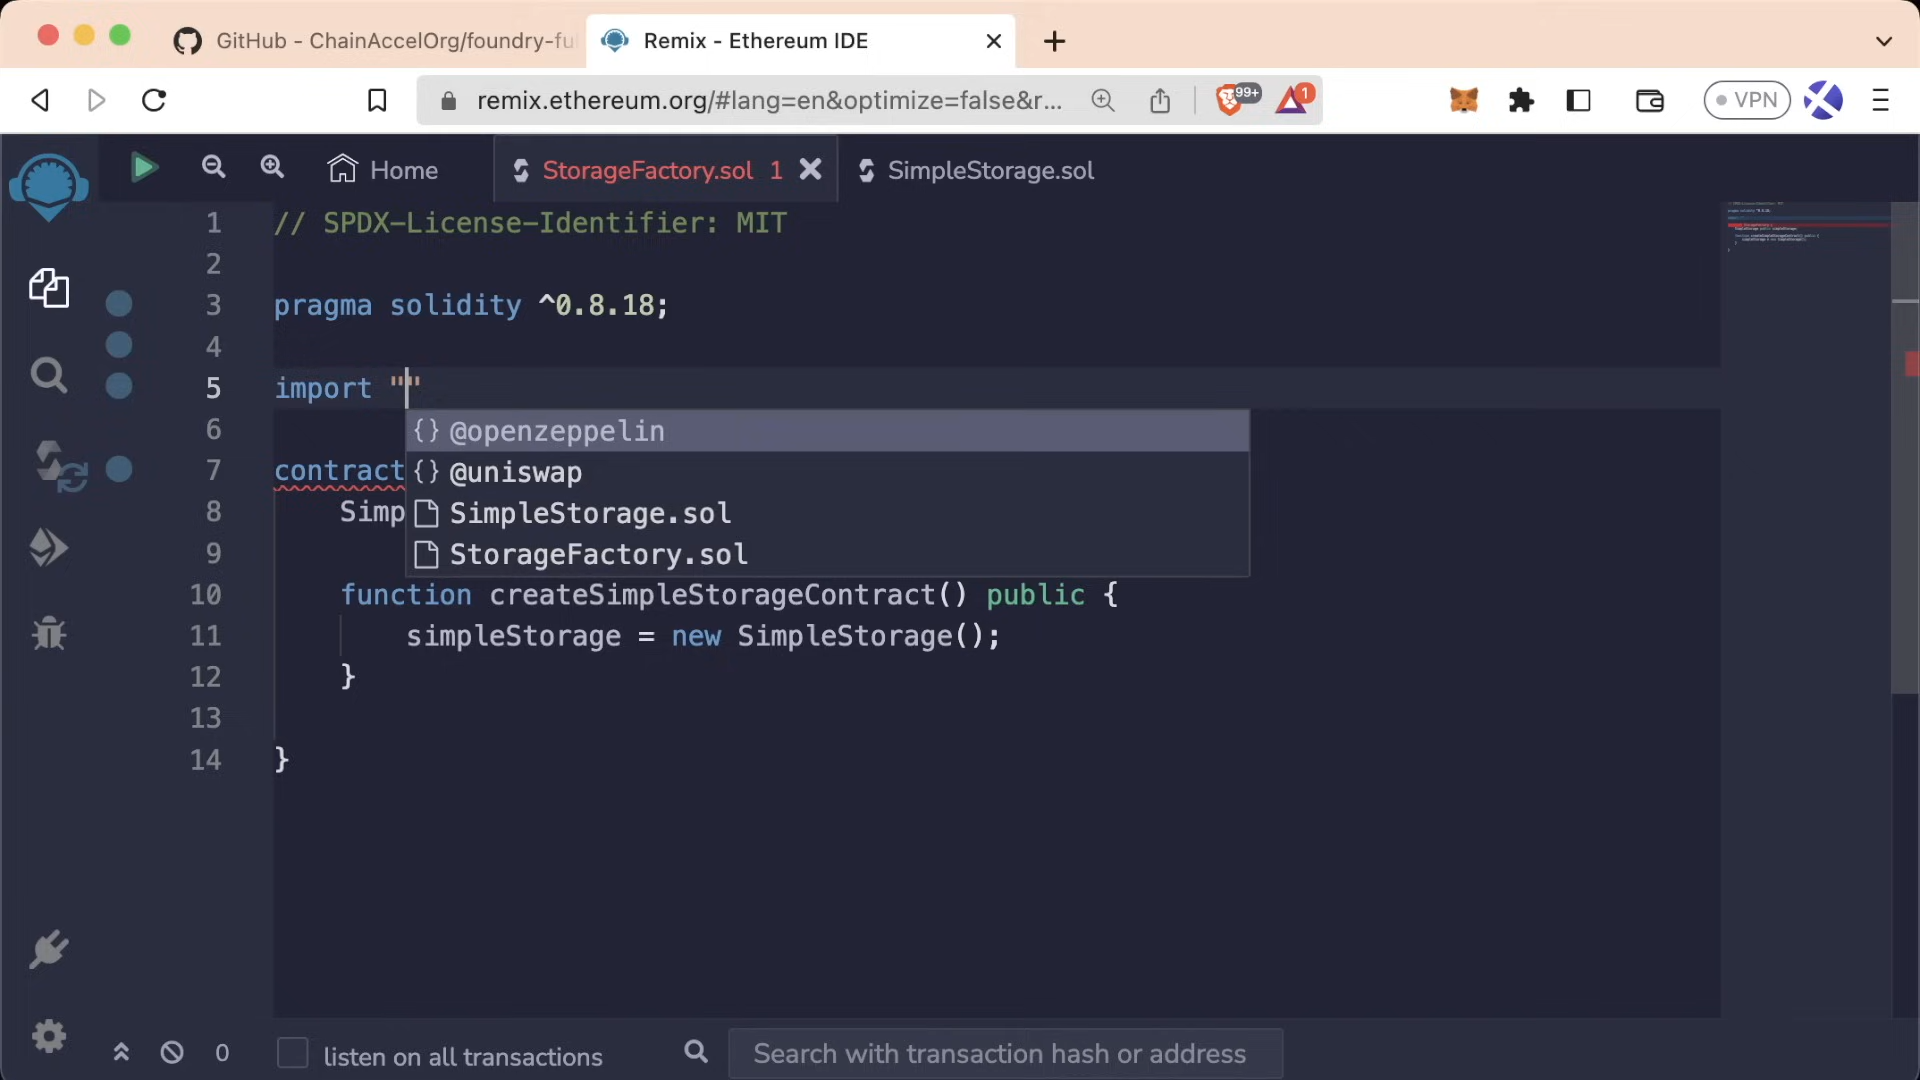 GitHub - ChainAccelOrg/foundry-fu
Remix - Ethereum IDE
remix.ethereum.org/#lang=en&optimize=false&r...
99+
1
VPN
Home
StorageFactory.sol 1
SimpleStorage.sol
1 // SPDX-License-Identifier: MIT
2
3 pragma solidity ^0.8.18;
4
5 import ""
{} @openzeppelin
{} @uniswap
SimpleStorage.sol
StorageFactory.sol
6
7 contract
8 Simp
9
10 function createSimpleStorageContract() public {
11 simpleStorage = new SimpleStorage();
12 }
13
14 }
0
listen on all transactions
Search with transaction hash or address